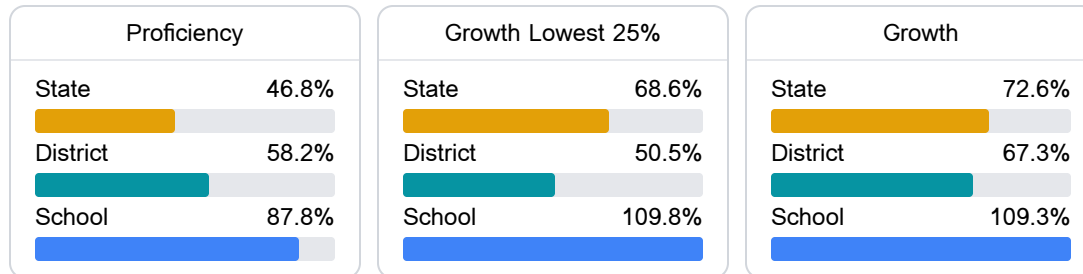 Proficiency
State 46.8%
District 58.2%
School 87.8%
Growth Lowest 25%
State 68.6%
District 50.5%
School 109.8%
Growth
State 72.6%
District 67.3%
School 109.3%